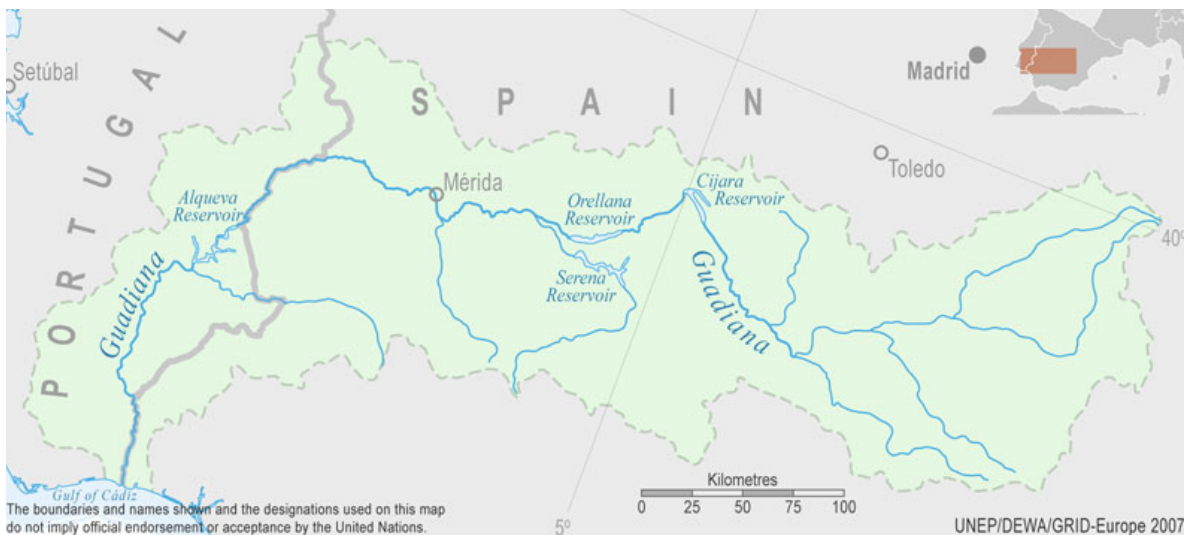 Setúbal
PORTUGAL
SPAIN
Madrid
Toledo
Mérida
Cijara
Reservoir
Orellana
Reservoir
Alqueva
Reservoir
40º
Serena
Reservoir
Guadiana
Guadiana
Kilometres
0 25 50 75 100
Gulf of Cádiz
The boundaries and names shown and the designations used on this map
do not imply official endorsement or acceptance by the United Nations.
5º
UNEP/DEWA/GRID-Europe 2007